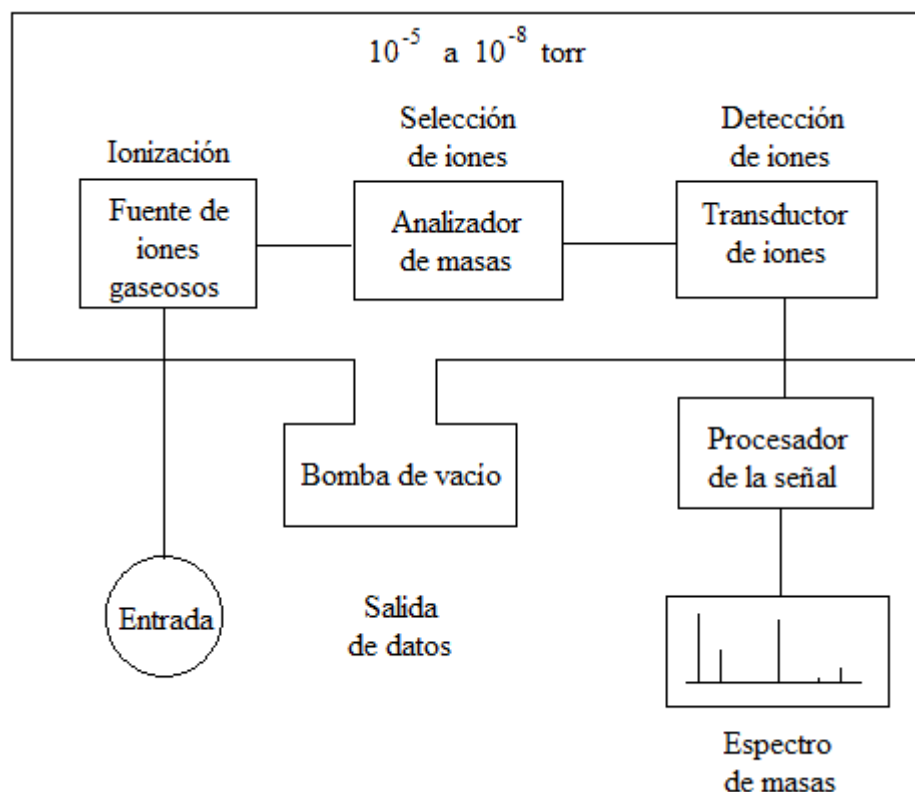 10⁻⁵ a 10⁻⁸ torr
Ionización
Selección
de iones
Detección
de iones
Fuente de
iones
gaseosos
Analizador
de masas
Transductor
de iones
Bomba de vacío
Procesador
de la señal
Entrada
Salida
de datos
Espectro
de masas